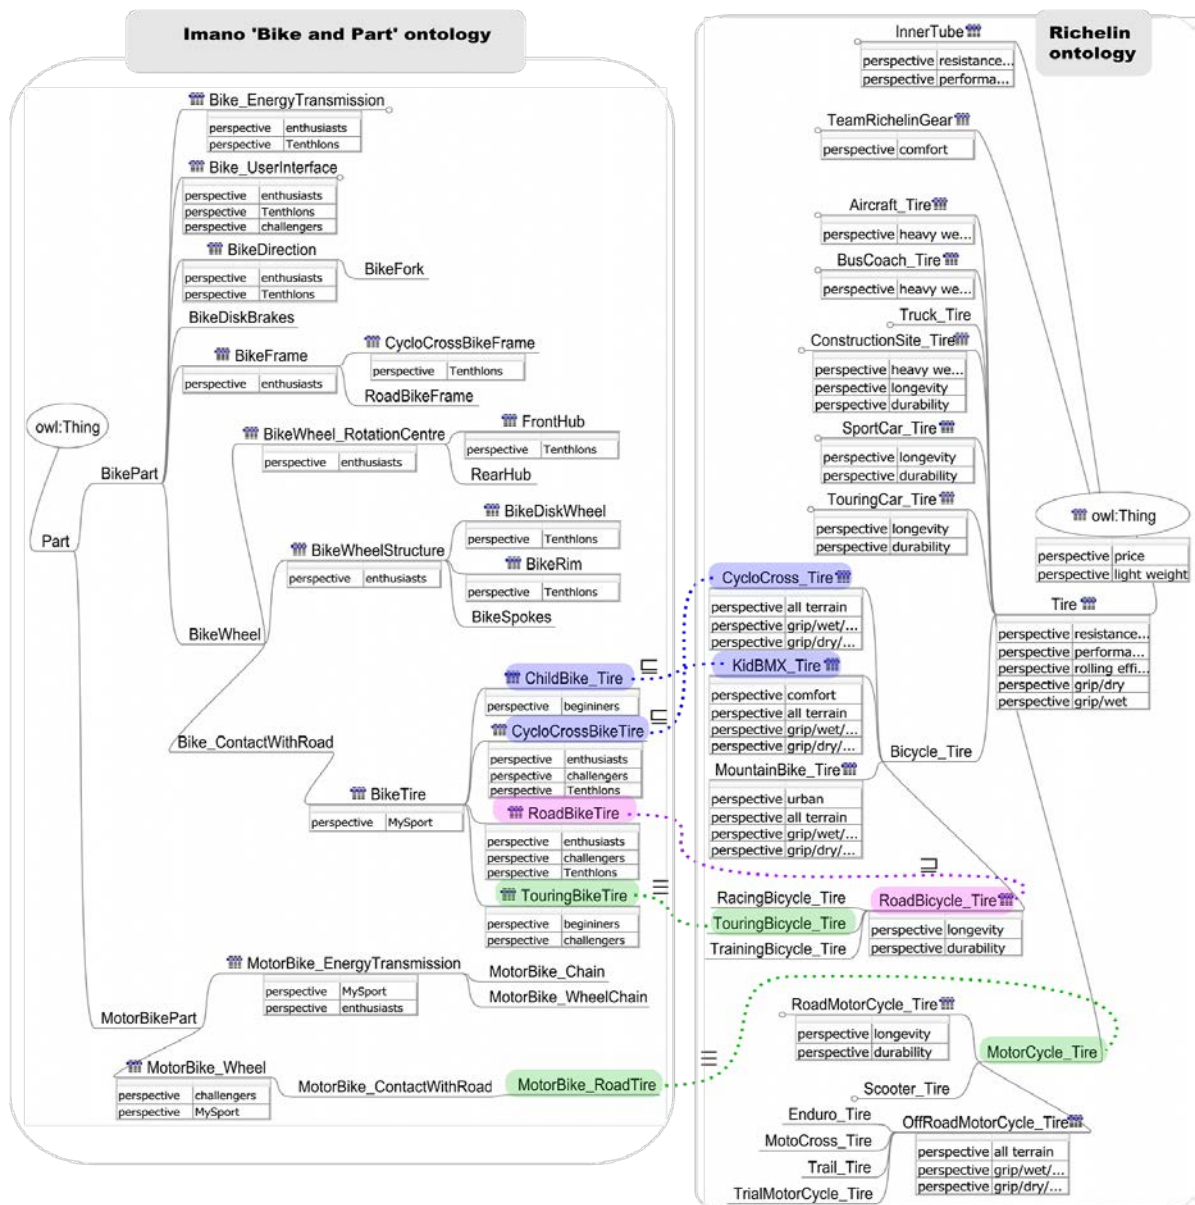 Imano 'Bike and Part' ontology
Bike_EnergyTransmission
perspective enthusiasts
perspective Tenthlons
Bike_UserInterface
perspective enthusiasts
perspective Tenthlons
perspective challengers
BikeDirection
perspective enthusiasts
perspective Tenthlons
BikeFork
BikeDiskBrakes
BikeFrame
perspective enthusiasts
CycloCrossBikeFrame
perspective Tenthlons
RoadBikeFrame
owl:Thing
Part
BikePart
BikeWheel_RotationCentre
perspective enthusiasts
FrontHub
perspective Tenthlons
RearHub
BikeWheelStructure
perspective enthusiasts
BikeDiskWheel
perspective Tenthlons
BikeRim
perspective Tenthlons
BikeSpokes
BikeWheel
Bike_ContactWithRoad
BikeTire
perspective MySport
ChildBike_Tire
perspective begininers
CycloCrossBikeTire
perspective enthusiasts
perspective challengers
perspective Tenthlons
RoadBikeTire
perspective enthusiasts
perspective challengers
perspective Tenthlons
TouringBikeTire
perspective begininers
perspective challengers
MotorBikePart
MotorBike_EnergyTransmission
perspective MySport
perspective enthusiasts
MotorBike_Chain
MotorBike_WheelChain
MotorBike_Wheel
perspective challengers
perspective MySport
MotorBike_ContactWithRoad
MotorBike_RoadTire
⊑
⊑
⊒
≡
≡
Richelin
ontology
InnerTube
perspective resistance...
perspective performa...
TeamRichelinGear
perspective comfort
Aircraft_Tire
perspective heavy we...
BusCoach_Tire
perspective heavy we...
Truck_Tire
ConstructionSite_Tire
perspective heavy we...
perspective longevity
perspective durability
SportCar_Tire
perspective longevity
perspective durability
TouringCar_Tire
perspective longevity
perspective durability
owl:Thing
perspective price
perspective light weight
Tire
perspective resistance...
perspective performa...
perspective rolling effi...
perspective grip/dry
perspective grip/wet
CycloCross_Tire
perspective all terrain
perspective grip/wet/...
perspective grip/dry/...
KidBMX_Tire
perspective comfort
perspective all terrain
perspective grip/wet/...
perspective grip/dry/...
Bicycle_Tire
MountainBike_Tire
perspective urban
perspective all terrain
perspective grip/wet/...
perspective grip/dry/...
RacingBicycle_Tire
TouringBicycle_Tire
TrainingBicycle_Tire
RoadBicycle_Tire
perspective longevity
perspective durability
RoadMotorCycle_Tire
perspective longevity
perspective durability
MotorCycle_Tire
Scooter_Tire
Enduro_Tire
MotoCross_Tire
Trail_Tire
TrialMotorCycle_Tire
OffRoadMotorCycle_Tire
perspective all terrain
perspective grip/wet/...
perspective grip/dry/...